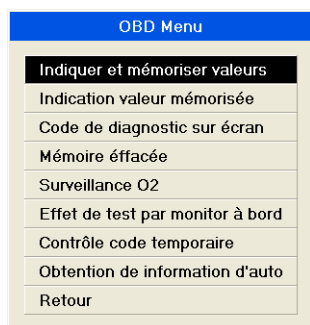 OBD Menu
Indiquer et mémoriser valeurs
Indication valeur mémorisée
Code de diagnostic sur écran
Mémoire éffacée
Surveillance O2
Effet de test par monitor à bord
Contrôle code temporaire
Obtention de information d'auto
Retour